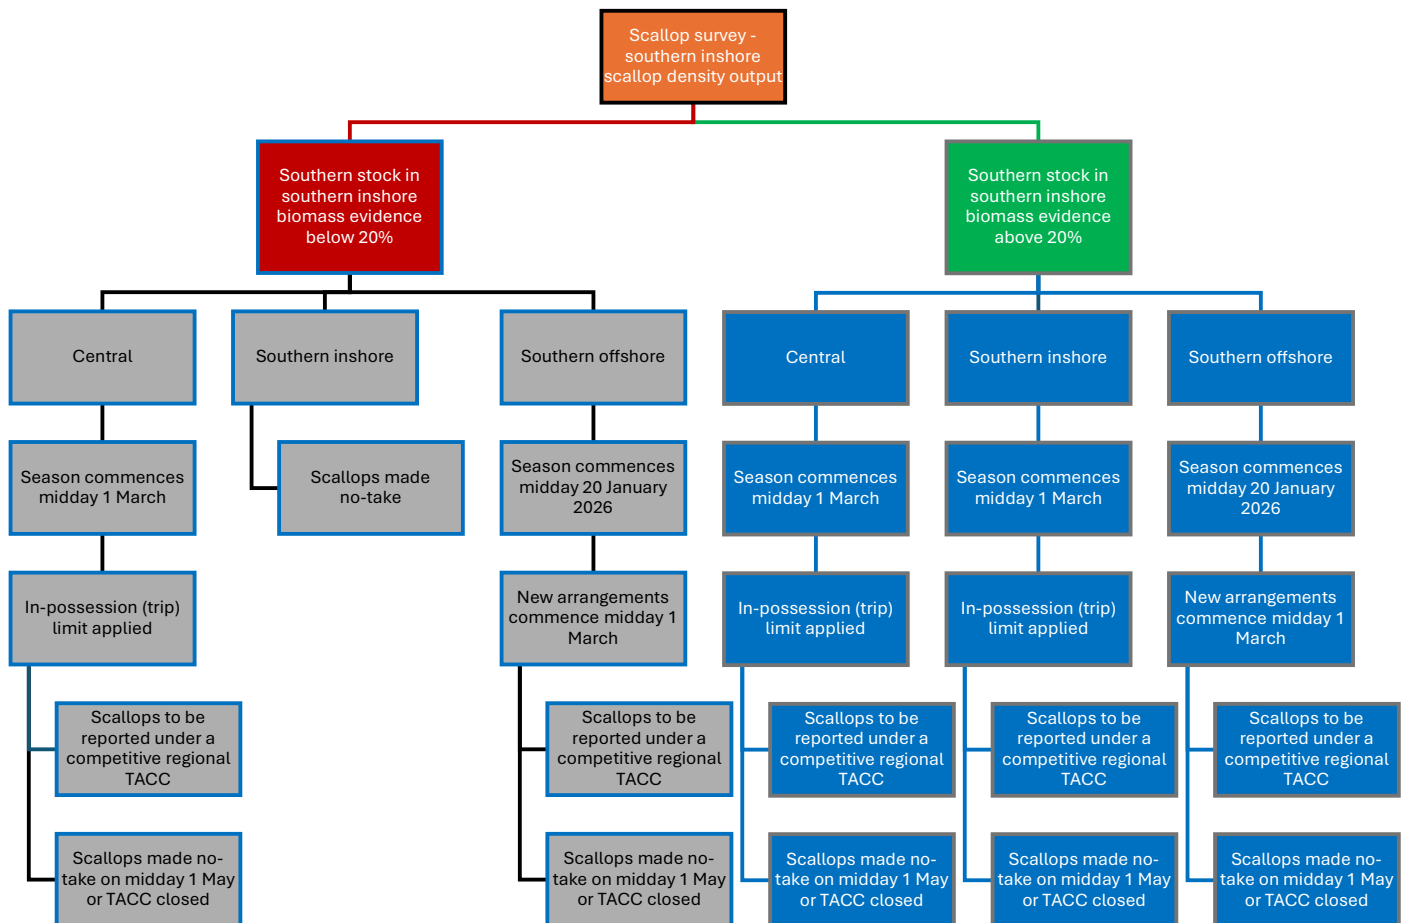 Scallop survey -
southern inshore
scallop density output
Southern stock in
southern inshore
biomass evidence
below 20%
Southern stock in
southern inshore
biomass evidence
above 20%
Central
Southern inshore
Southern offshore
Central
Southern inshore
Southern offshore
Season commences
midday 1 March
Scallops made
no-take
Season commences
midday 20 January
2026
Season commences
midday 1 March
Season commences
midday 1 March
Season commences
midday 20 January
2026
In-possession (trip)
limit applied
New arrangements
commence midday 1
March
In-possession (trip)
limit applied
In-possession (trip)
limit applied
New arrangements
commence midday 1
March
Scallops to be
reported under a
competitive regional
TACC
Scallops to be
reported under a
competitive regional
TACC
Scallops to be
reported under a
competitive regional
TACC
Scallops to be
reported under a
competitive regional
TACC
Scallops to be
reported under a
competitive regional
TACC
Scallops made no-
take on midday 1 May
or TACC closed
Scallops made no-
take on midday 1 May
or TACC closed
Scallops made no-
take on midday 1 May
or TACC closed
Scallops made no-
take on midday 1 May
or TACC closed
Scallops made no-
take on midday 1 May
or TACC closed